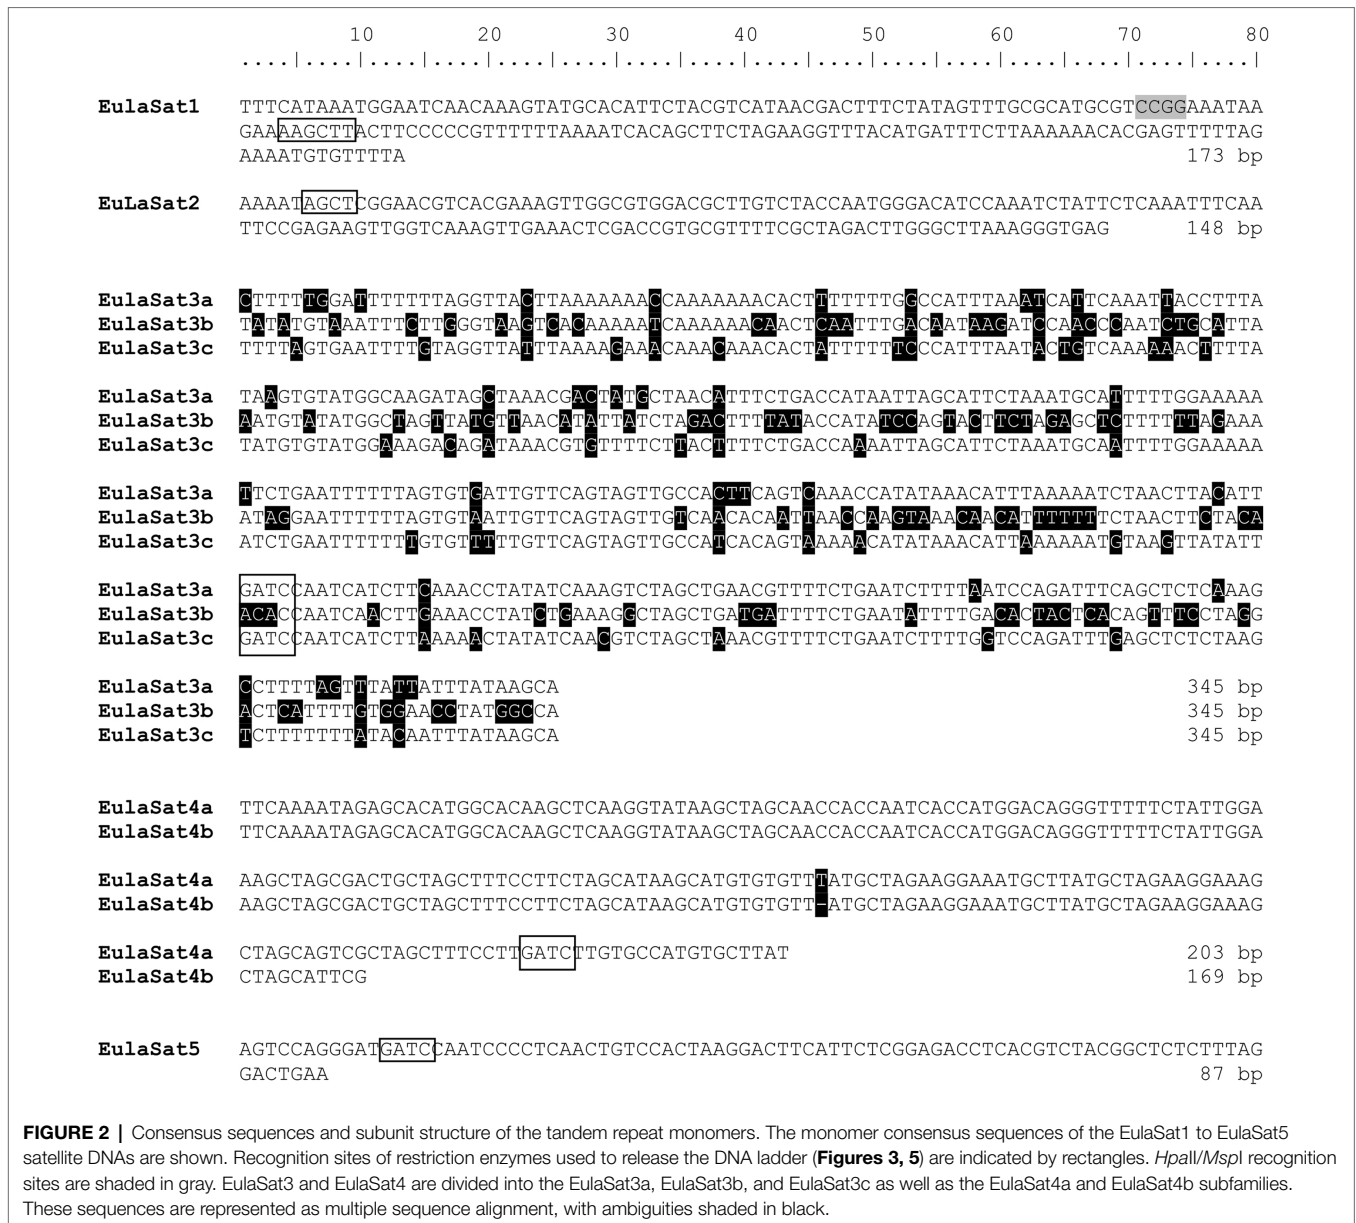 10 20 30 40 50 60 70 80
....|....|....|....|....|....|....|....|....|....|....|....|....|....|....|....|
EulaSat1 TTTCATAAATGGAATCAACAAAGTATGCACATTCTACGTCATAACGACTTTCTATAGTTTGCGCATGCGTCCGGAAATAA
GAAAAGCTTACTTCCCCCGTTTTTTAAAATCACAGCTTCTAGAAGGTTTACATGATTTCTTAAAAAACACGAGTTTTTAG
AAAATGTGTTTTA 173 bp
EuLaSat2 AAAATAGCTCGGAACGTCACGAAAGTTGGCGTGGACGCTTGTCTACCAATGGGACATCCAAATCTATTCTCAAATTTCAA
TTCCGAGAAGTTGGTCAAAGTTGAAACTCGACCGTGCGTTTTCGCTAGACTTGGGCTTAAAGGGTGAG 148 bp
EulaSat3a CTTTTTGGATTTTTTTAGGTTACTTAAAAAAACCAAAAAAACACTTTTTTTTGCCATTTAAATCATTCAAATTACCTTTA
EulaSat3b TATATGTAAATTTCTTGGGTAAGTCACAAAAATCAAAAAACAACTCAATTTGACAATAAGATCCAACCCAATCTGCATTA
EulaSat3c TTTTAGTGAATTTTGTAGGTTATTTAAAAGAAACAAACAAACACTATTTTTTCCCATTTAATACTGTCAAAAAACTTTTA
EulaSat3a TAAGTGTATGGCAAGATAGCTAAACGACTATGCTAACATTTCTGACCATAATTAGCATTCTAAATGCATTTTTGGAAAAA
EulaSat3b AATGTATATGGCTAGTTATGTTAACATATTATCTAGACTTTTATACCATATCCAGTACTTCTAGAGCTCTTTTTTAGAAA
EulaSat3c TATGTGTATGGAAAGACAGATAAACGTGTTTTCTTACTTTTCTGACCAAAATTAGCATTCTAAATGCAATTTTGGAAAAA
EulaSat3a TTCTGAATTTTTTAGTGTGATTGTTCAGTAGTTGCCACTTCAGTCAAACCATATAAACATTTAAAAATCTAACTTACATT
EulaSat3b ATAGGAATTTTTTAGTGTAATTGTTCAGTAGTTGTCAACACAATTAACCAAGTAAACAACATTTTTTTCTAACTTCTACA
EulaSat3c ATCTGAATTTTTTTGTGTTTTTGTTCAGTAGTTGCCATCACAGTAAAAACATATAAACATTAAAAAATGTAAGTTATATT
EulaSat3a GATCCAATCATCTTCAAACCTATATCAAAGTCTAGCTGAACGTTTTCTGAATCTTTTAATCCAGATTTCAGCTCTCAAAG
EulaSat3b ACACCAATCAACTTGAAACCTATCTGAAAGGCTAGCTGATGATTTTCTGAATATTTTGACACTACTCACAGTTTCCTAGG
EulaSat3c GATCCAATCATCTTAAAAACTATATCAACGTCTAGCTAAACGTTTTCTGAATCTTTTGGTCCAGATTTGAGCTCTCTAAG
EulaSat3a CCTTTTAGTTTATTATTTATAAGCA 345 bp
EulaSat3b ACTCATTTTGTGGAACCTATGGCCA 345 bp
EulaSat3c TCTTTTTTTATACAATTTATAAGCA 345 bp
EulaSat4a TTCAAAATAGAGCACATGGCACAAGCTCAAGGTATAAGCTAGCAACCACCAATCACCATGGACAGGGTTTTTCTATTGGA
EulaSat4b TTCAAAATAGAGCACATGGCACAAGCTCAAGGTATAAGCTAGCAACCACCAATCACCATGGACAGGGTTTTTCTATTGGA
EulaSat4a AAGCTAGCGACTGCTAGCTTTCCTTCTAGCATAAGCATGTGTGTTTATGCTAGAAGGAAATGCTTATGCTAGAAGGAAAG
EulaSat4b AAGCTAGCGACTGCTAGCTTTCCTTCTAGCATAAGCATGTGTGTT-ATGCTAGAAGGAAATGCTTATGCTAGAAGGAAAG
EulaSat4a CTAGCAGTCGCTAGCTTTCCTTGATCTTGTGCCATGTGCTTAT 203 bp
EulaSat4b CTAGCATTCG 169 bp
EulaSat5 AGTCCAGGGATGATCCAATCCCCTCAACTGTCCACTAAGGACTTCATTCTCGGAGACCTCACGTCTACGGCTCTCTTTAG
GACTGAA 87 bp
FIGURE 2 | Consensus sequences and subunit structure of the tandem repeat monomers. The monomer consensus sequences of the EulaSat1 to EulaSat5
satellite DNAs are shown. Recognition sites of restriction enzymes used to release the DNA ladder (Figures 3, 5) are indicated by rectangles. HpaII/MspI recognition
sites are shaded in gray. EulaSat3 and EulaSat4 are divided into the EulaSat3a, EulaSat3b, and EulaSat3c as well as the EulaSat4a and EulaSat4b subfamilies.
These sequences are represented as multiple sequence alignment, with ambiguities shaded in black.